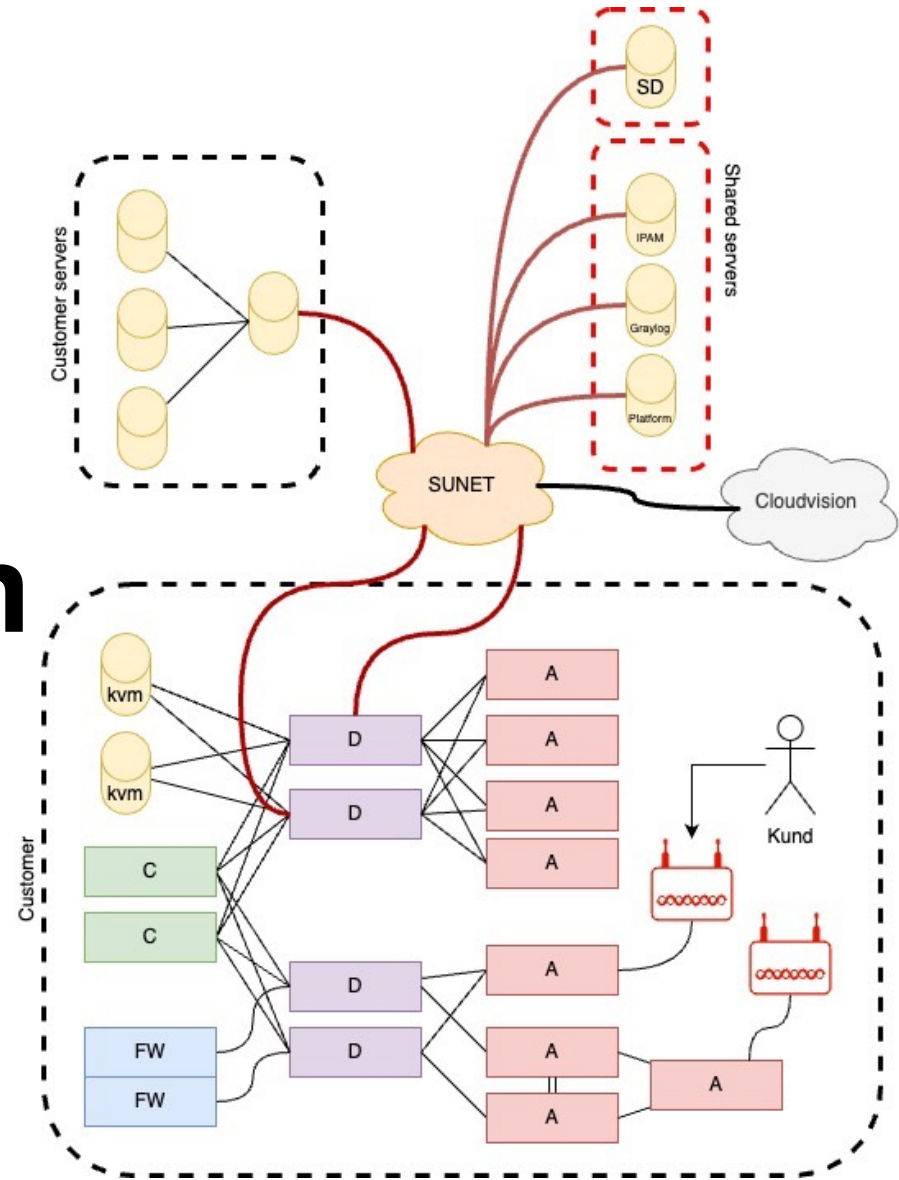 SD
IPAM
Graylog
Platform
Shared servers
Customer servers
SUNET
Cloudvision
n
Customer
kvm
kvm
C
C
FW
FW
D
D
D
D
A
A
A
A
A
A
A
A
Kund